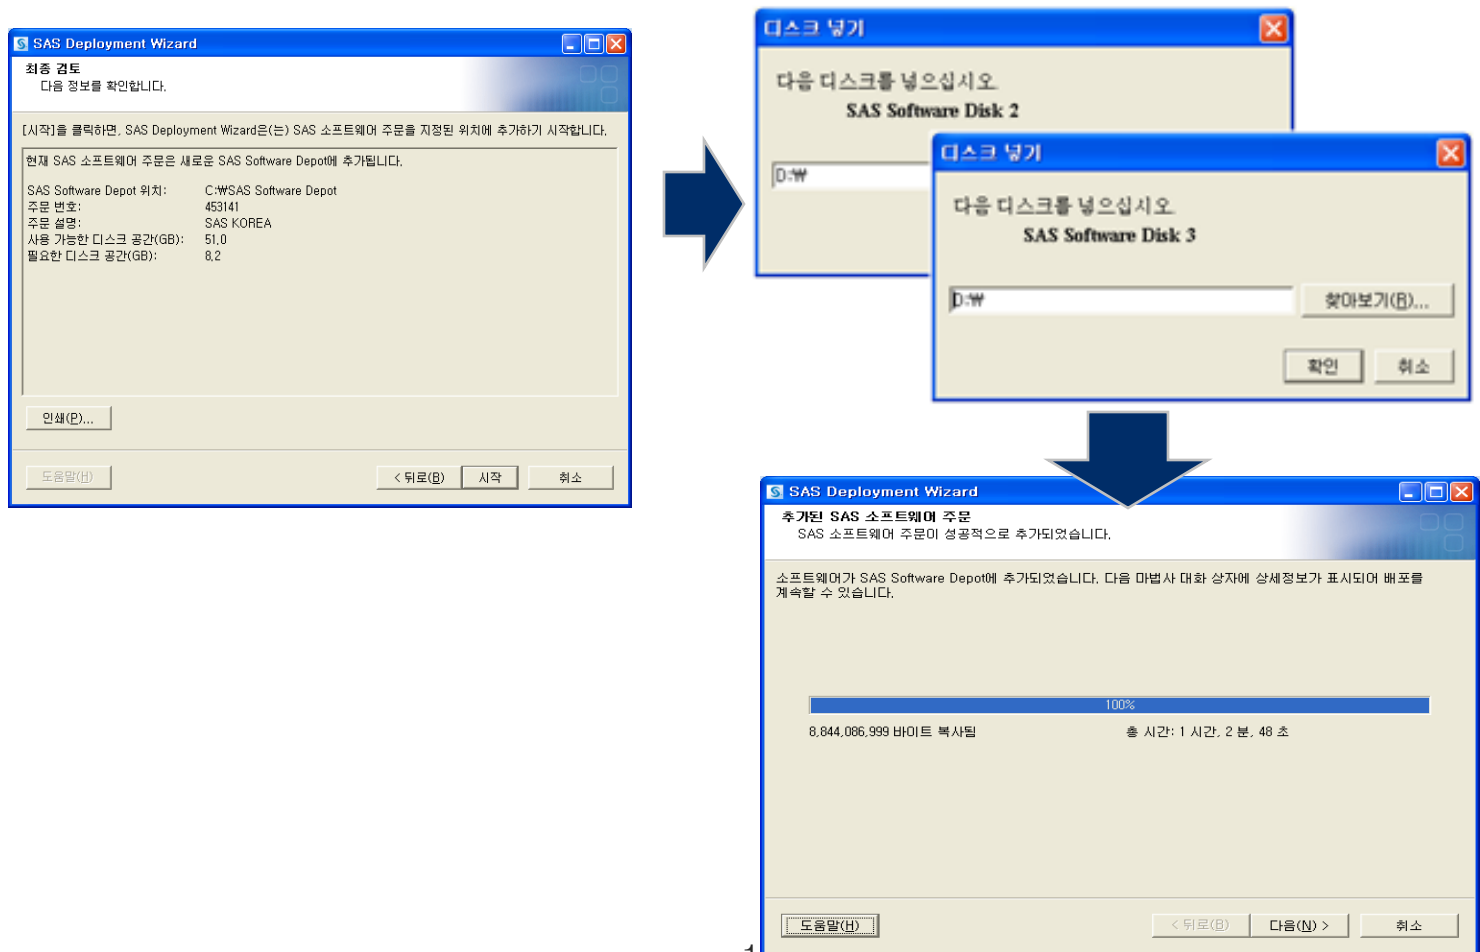 SAS Deployment Wizard
최종 검토
다음 정보를 확인합니다.
[시작]을 클릭하면, SAS Deployment Wizard은(는) SAS 소프트웨어 주문을 지정된 위치에 추가하기 시작합니다.
현재 SAS 소프트웨어 주문은 새로운 SAS Software Depot에 추가됩니다.
SAS Software Depot 위치: C:₩SAS Software Depot
주문 번호: 453141
주문 설명: SAS KOREA
사용 가능한 디스크 공간(GB): 51.0
필요한 디스크 공간(GB): 8.2
인쇄(P)...
도움말(H)
< 뒤로(B) 시작 취소
디스크 넣기
다음 디스크를 넣으십시오.
SAS Software Disk 2
D:₩
디스크 넣기
다음 디스크를 넣으십시오.
SAS Software Disk 3
D:₩
찾아보기(R)...
확인 취소
SAS Deployment Wizard
추가된 SAS 소프트웨어 주문
SAS 소프트웨어 주문이 성공적으로 추가되었습니다.
소프트웨어가 SAS Software Depot에 추가되었습니다. 다음 마법사 대화 상자에 상세정보가 표시되어 배포를
계속할 수 있습니다.
100%
8,844,086,999 바이트 복사됨 총 시간: 1 시간, 2 분, 48 초
도움말(H) < 뒤로(B) 다음(N) > 취소